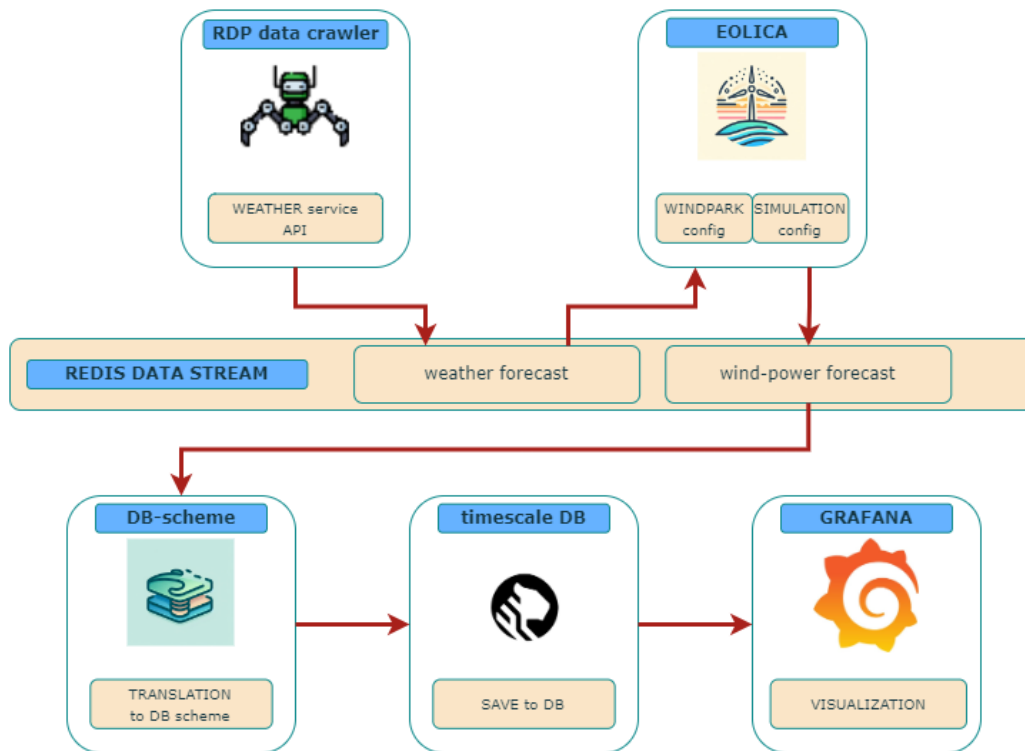 RDP data crawler
WEATHER service
API
EOLICA
WINDPARK
config
SIMULATION
config
REDIS DATA STREAM
weather forecast
wind-power forecast
DB-scheme
TRANSLATION
to DB scheme
timescale DB
SAVE to DB
GRAFANA
VISUALIZATION